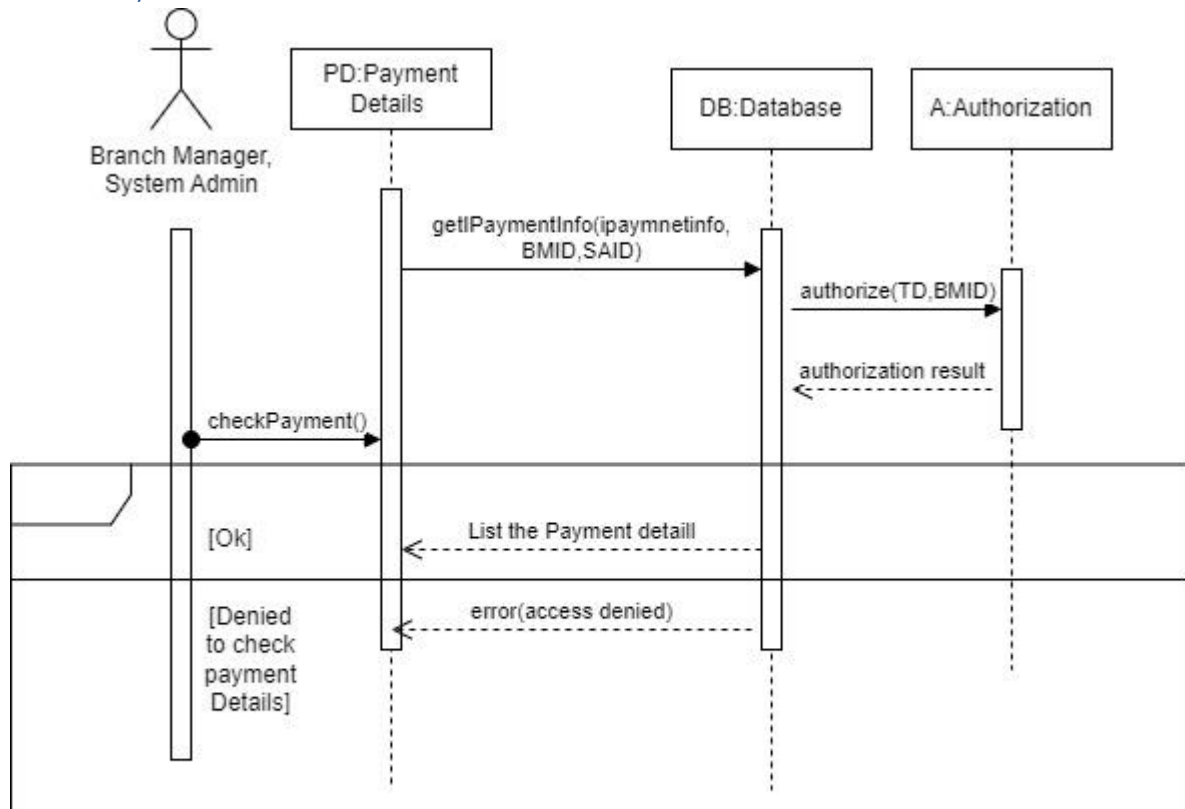 PD:Payment
Details
DB:Database
A:Authorization
Branch Manager,
System Admin
getIPaymentInfo(ipaymnetinfo,
BMID,SAID)
authorize(TD,BMID)
authorization result
checkPayment()
[Ok]
List the Payment detaill
[Denied
to check
payment
Details]
error(access denied)